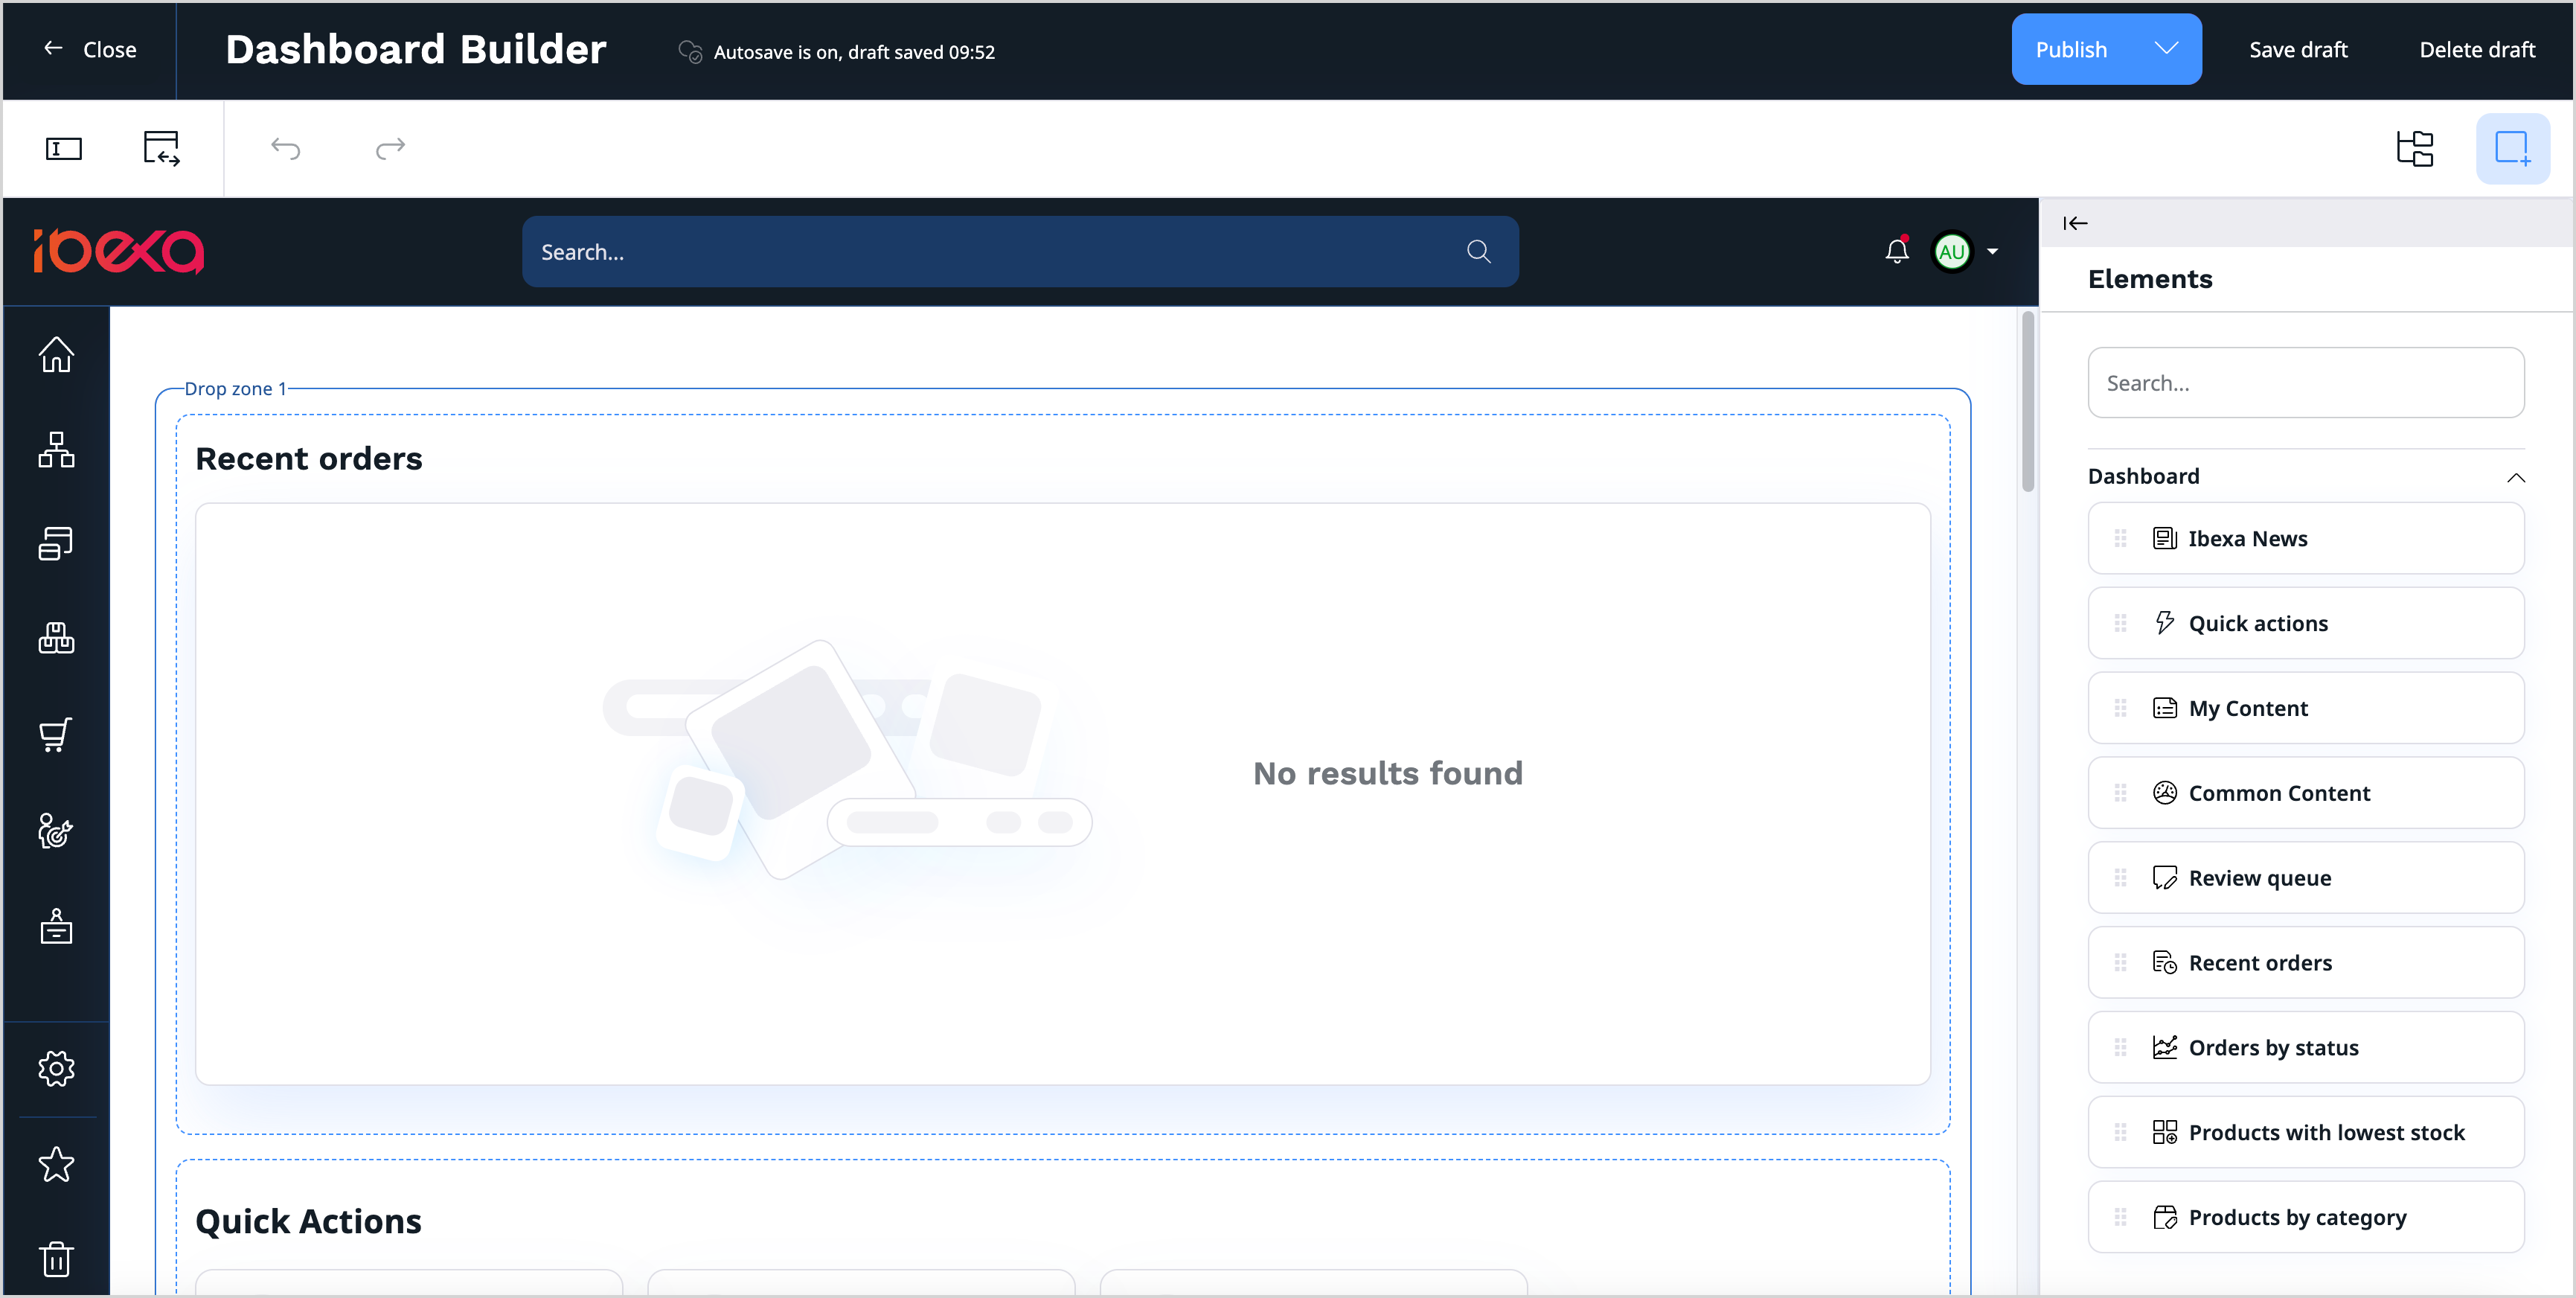 Close
Dashboard Builder
Autosave is on, draft saved 09:52
Publish
Save draft
Delete draft
ibexa
Search...
AU
Elements
Search...
Dashboard
Ibexa News
Quick actions
My Content
Common Content
Review queue
Recent orders
Orders by status
Products with lowest stock
Products by category
Drop zone 1
Recent orders
No results found
Quick Actions